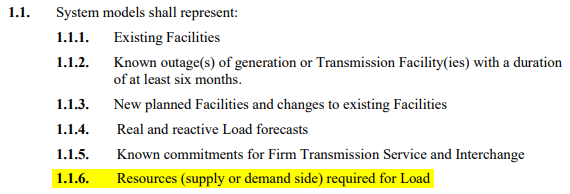 1.1. System models shall represent:
1.1.1. Existing Facilities
1.1.2. Known outage(s) of generation or Transmission Facility(ies) with a duration
of at least six months.
1.1.3. New planned Facilities and changes to existing Facilities
1.1.4. Real and reactive Load forecasts
1.1.5. Known commitments for Firm Transmission Service and Interchange
1.1.6. Resources (supply or demand side) required for Load